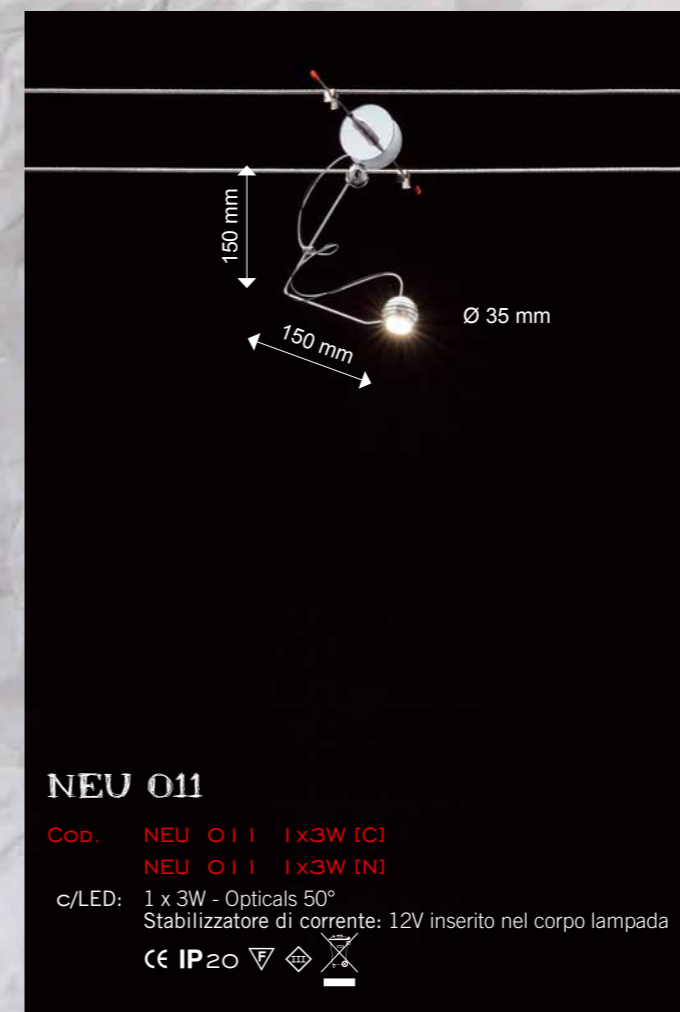 150 mm
Ø 35 mm
150 mm
NEU 011
COD. NEU 011 1x3W [C]
NEU 011 1x3W [N]
c/LED: 1 x 3W - Opticals 50°
Stabilizzatore di corrente: 12V inserito nel corpo lampada
CE IP20 F III